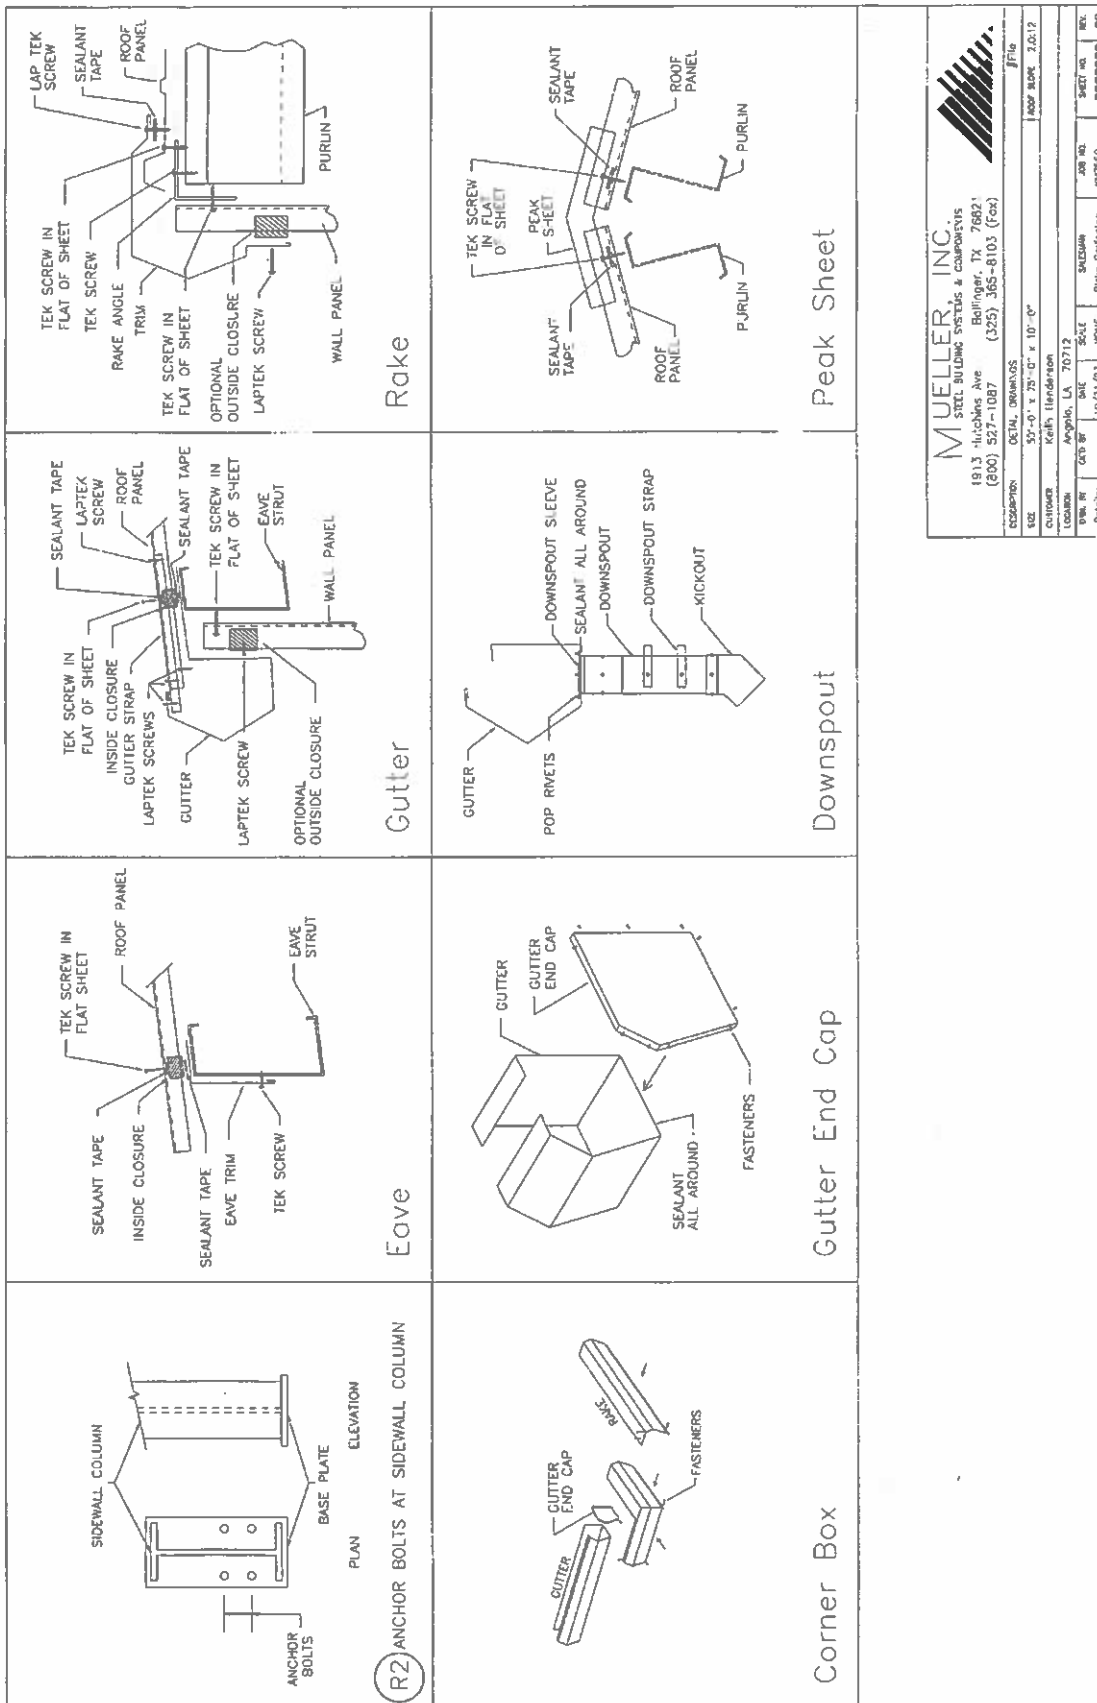 SIDEWALL COLUMN
ANCHOR
BOLTS
PLAN
BASE PLATE
ELEVATION
R2
ANCHOR BOLTS AT SIDEWALL COLUMN
TEK SCREW IN
FLAT SHEET
ROOF PANEL
SEALANT TAPE
INSIDE CLOSURE
SEALANT TAPE
EAVE TRIM
TEK SCREW
EAVE
STRUT
Eave
SEALANT TAPE
LAPTEK
SCREW
ROOF
PANEL
SEALANT TAPE
TEK SCREW IN
FLAT OF SHEET
INSIDE CLOSURE
GUTTER STRAP
LAPTEK SCREWS
GUTTER
TEK SCREW IN
FLAT OF SHEET
EAVE
STRUT
LAPTEK SCREW
WALL PANEL
OPTIONAL
OUTSIDE CLOSURE
Gutter
LAP TEK
SCREW
SEALANT
TAPE
ROOF
PANEL
TEK SCREW IN
FLAT OF SHEET
TEK SCREW
RAKE ANGLE
TRIM
TEK SCREW IN
FLAT OF SHEET
OPTIONAL
OUTSIDE CLOSURE
LAPTEK SCREW
PURLIN
WALL PANEL
Rake
GUTTER
END CAP
GUTTER
RAKE
FASTENERS
Corner Box
GUTTER
GUTTER
END CAP
SEALANT
ALL AROUND
FASTENERS
Gutter End Cap
GUTTER
POP RIVETS
DOWNSPOUT SLEEVE
SEALANT ALL AROUND
DOWNSPOUT
DOWNSPOUT STRAP
KICKOUT
Downspout
TEK SCREW
IN FLAT
OF SHEET
PEAK
SHEET
SEALANT
TAPE
SEALANT
TAPE
ROOF
PANEL
ROOF
PANEL
PURLIN
PURLIN
Peak Sheet
MUELLER, INC.
STEEL BUILDING SYSTEMS & COMPONENTS
1913 Hutchins Ave Ballinger, TX 76821
(800) 527-1087 (325) 365-8103 (Fax)
DESCRIPTION DETAIL DRAWINGS #File
SIZE 50'-0" x 75'-0" x 10'-0" ROOF SLOPE 2.0:12
CUSTOMER Keith Henderson
LOCATION Angola, LA 70712
DWN. BY CK'D BY DATE SCALE SALESMAN JOB NO. SHEET NO. REV.